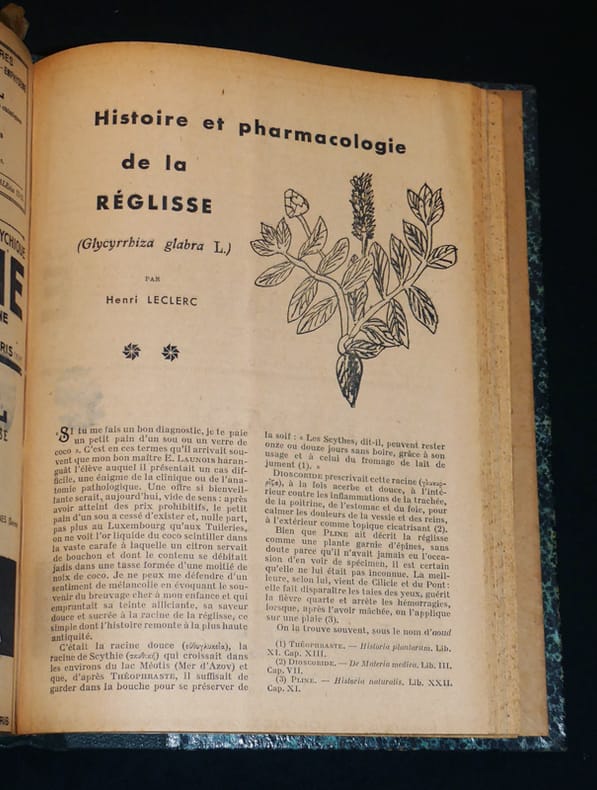 Histoire et pharmacologie
de la
RÉGLISSE
(Glycyrrhiza glabra L.)
PAR
Henri LECLERC
« SI tu me fais un bon diagnostic, je te paie
un petit pain d'un sou ou un verre de
coco ». C'est en ces termes qu'il arrivait sou-
vent que mon bon maître E. LAUNOIS haran-
guât l'élève auquel il présentait un cas dif-
ficile, une énigme de la clinique ou de l'ana-
tomie pathologique. Une offre si bienveil-
lante serait, aujourd'hui, vide de sens : après
avoir atteint des prix prohibitifs, le petit
pain d'un sou a cessé d'exister et, nulle part,
pas plus au Luxembourg qu'aux Tuileries,
on ne voit l'or liquide du coco scintiller dans
la vaste carafe à laquelle un citron servait
de bouchon et dont le contenu se débitait
jadis dans une tasse formée d'une moitié de
noix de coco. Je ne peux me défendre d'un
sentiment de mélancolie en évoquant le sou-
venir du breuvage cher à mon enfance et qui
empruntait sa teinte alliciante, sa saveur
douce et sucrée à la racine de la réglisse, ce
simple dont l'histoire remonte à la plus haute
antiquité.
C'était la racine douce, la
racine de Scythie qui croissait dans
les environs du lac Méotis (Mer d'Azov) et
que, d'après THÉOPHRASTE, il suffisait de
garder dans la bouche pour se préserver de
la soif : « Les Scythes, dit-il, peuvent rester
onze ou douze jours sans boire, grâce à son
usage et à celui du fromage de lait de
jument (1). »
DIOSCORIDE prescrivait cette racine
à la fois acerbe et douce, à l'inté-
rieur contre les inflammations de la trachée,
de la poitrine, de l'estomac et du foie, pour
calmer les douleurs de la vessie et des reins,
à l'extérieur comme topique cicatrisant (2).
Bien que PLINE ait décrit la réglisse
comme une plante garnie d'épines, sans
doute parce qu'il n'avait jamais eu l'occa-
sion d'en voir de spécimen, il est certain
qu'elle ne lui était pas inconnue. La meil-
leure, selon lui, vient de Cilicie et du Pont :
elle fait disparaître les taies des yeux, guérit
la fièvre quarte et arrête les hémorragies,
lorsque, après l'avoir mâchée, on l'applique
sur une plaie (3).
On la trouve souvent, sous le nom d'aoud
(1) THÉOPHRASTE. — Historia plantarum. Lib.
XI. Cap. XIII.
(2) DIOSCORIDE. — De Materia medica. Lib. III.
Cap. VII.
(3) PLINE. — Historia naturalis. Lib. XXII.
Cap. XI.